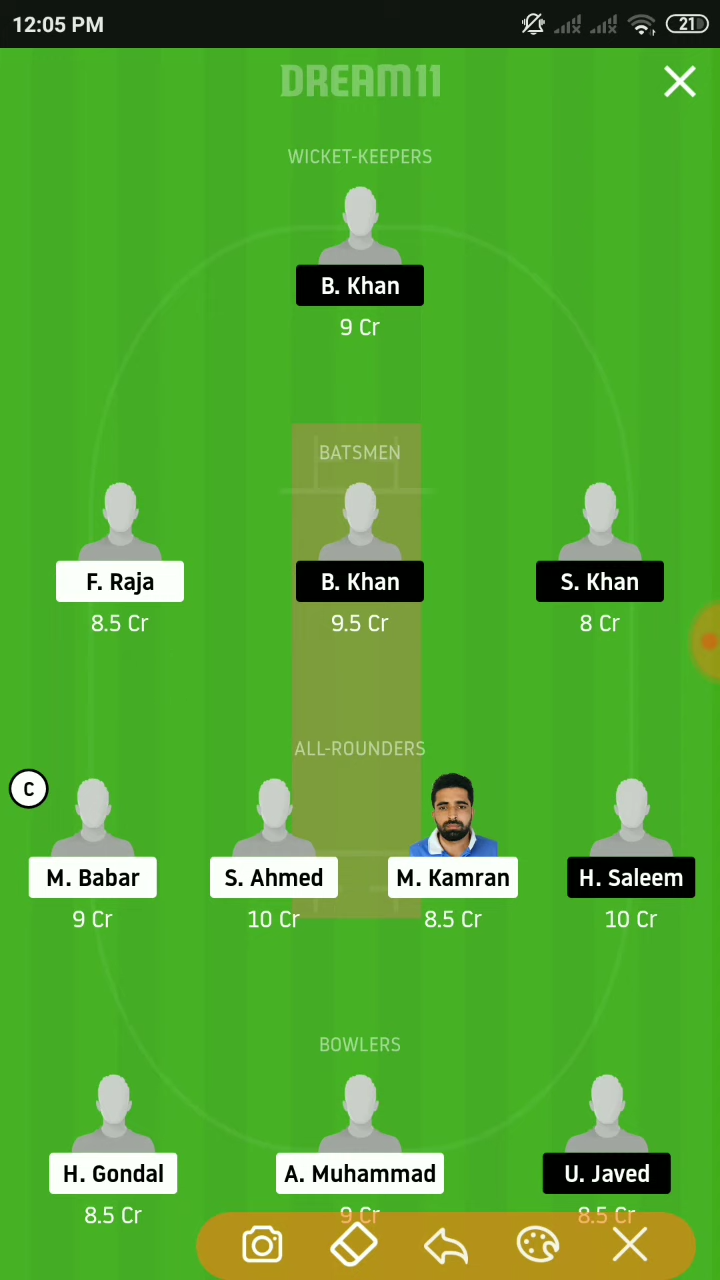 12:05 PM 21
DREAM11
WICKET-KEEPERS
B. Khan
9 Cr
BATSMEN
F. Raja B. Khan S. Khan
8.5 Cr 9.5 Cr 8 Cr
ALL-ROUNDERS
C
M. Babar S. Ahmed M. Kamran H. Saleem
9 Cr 10 Cr 8.5 Cr 10 Cr
BOWLERS
H. Gondal A. Muhammad U. Javed
8.5 Cr 9 Cr 8.5 Cr